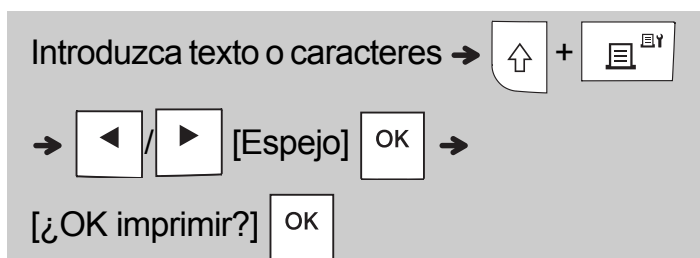 Introduzca texto o caracteres ➔ ⇧ +
➔ ◀ / ▶ [Espejo] OK ➔
[¿OK imprimir?] OK